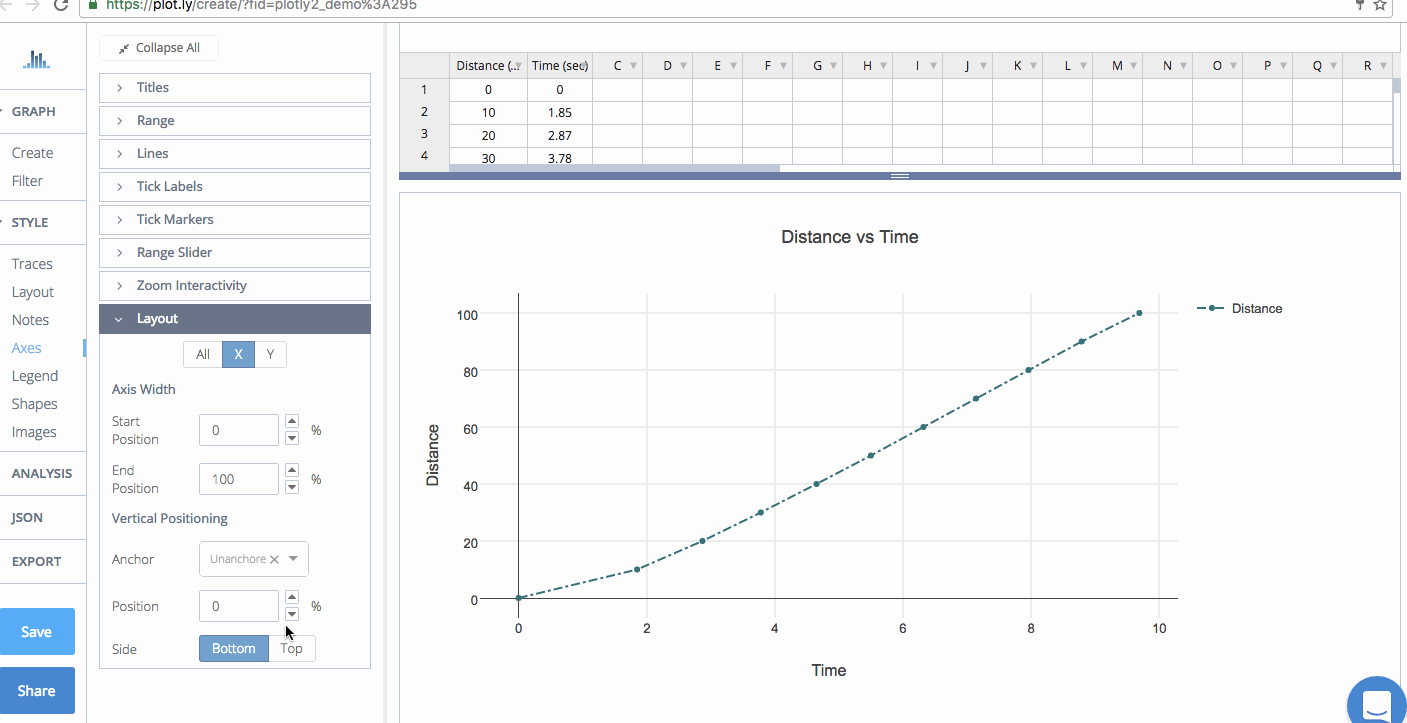 https://plot.ly/create/?fid=plotly2_demo%3A295
GRAPH
Create
Filter
STYLE
Traces
Layout
Notes
Axes
Legend
Shapes
Images
ANALYSIS
JSON
EXPORT
Save
Share
Collapse All
Titles
Range
Lines
Tick Labels
Tick Markers
Range Slider
Zoom Interactivity
Layout
All X Y
Axis Width
Start Position 0 %
End Position 100 %
Vertical Positioning
Anchor Unanchore
Position 0 %
Side Bottom Top
Distance (... Time (sec) C D E F G H I J K L M N O P Q R
1 0 0
2 10 1.85
3 20 2.87
4 30 3.78
Distance vs Time
Distance
100
80
60
40
20
0
0 2 4 6 8 10
Time
Distance